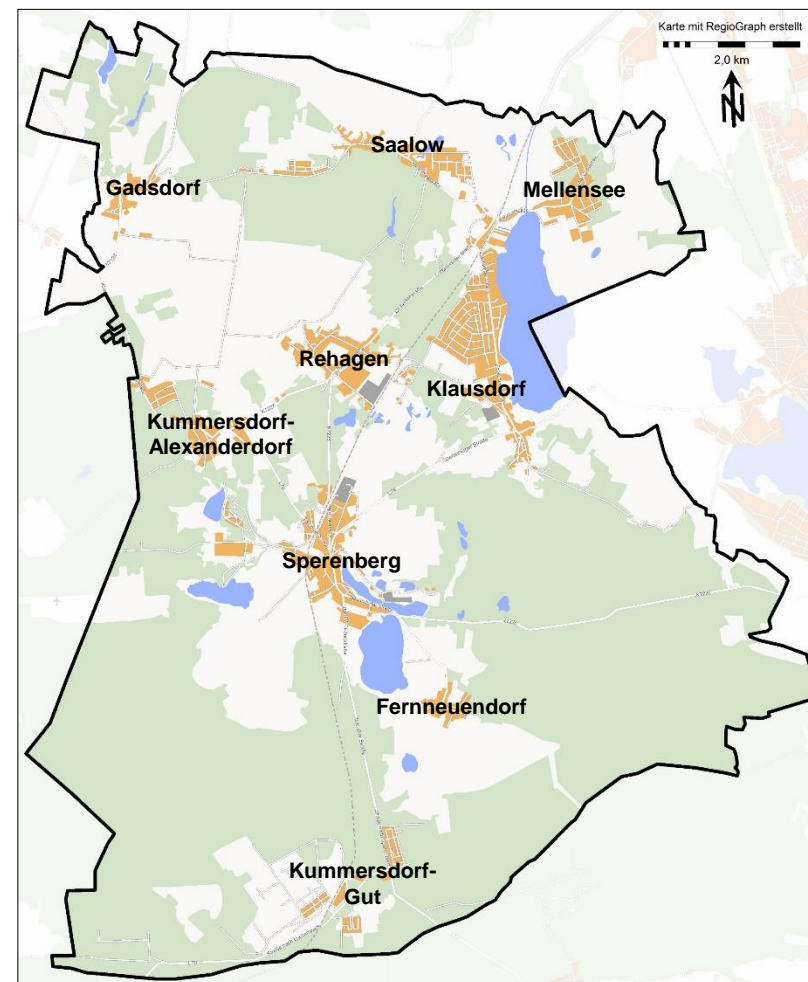 Karte mit RegioGraph erstellt
2,0 km
N
Saalow
Gadsdorf
Mellensee
Rehagen
Klausdorf
Kummersdorf-
Alexanderdorf
Sperenberg
Fernneuendorf
Kummersdorf-
Gut